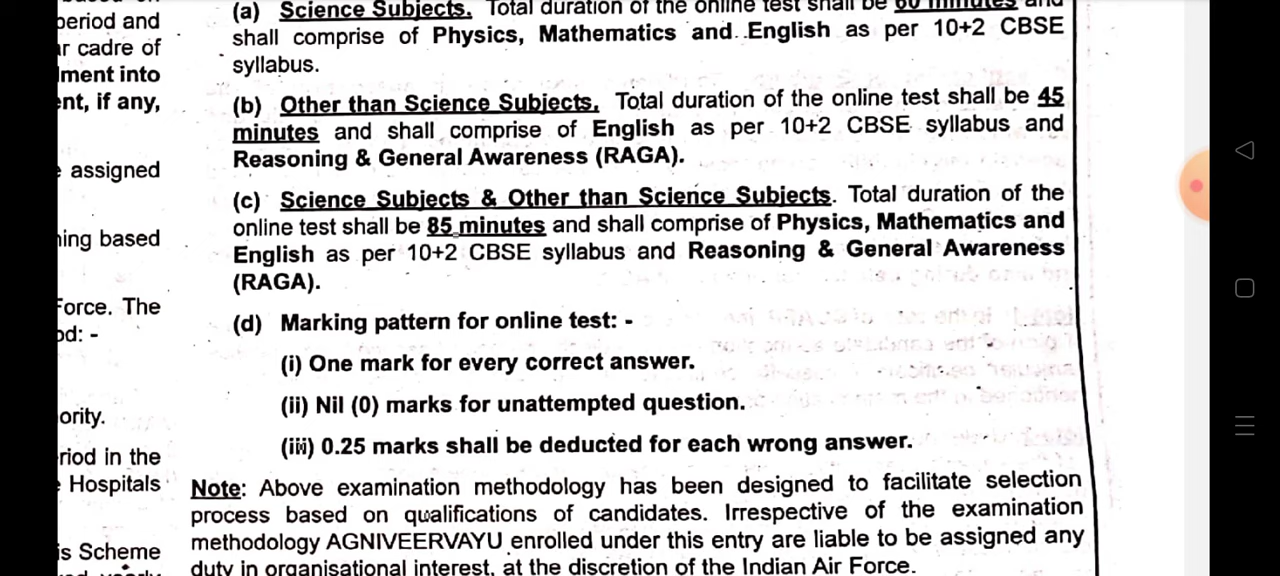 period and
ar cadre of
lment into
ent, if any,
assigned
ning based
Force. The
od: -
ority.
riod in the
Hospitals
is Scheme
(a) Science Subjects. Total duration of the online test shall be 60 minutes and
shall comprise of Physics, Mathematics and English as per 10+2 CBSE
syllabus.
(b) Other than Science Subjects. Total duration of the online test shall be 45
minutes and shall comprise of English as per 10+2 CBSE syllabus and
Reasoning & General Awareness (RAGA).
(c) Science Subjects & Other than Science Subjects. Total duration of the
online test shall be 85 minutes and shall comprise of Physics, Mathematics and
English as per 10+2 CBSE syllabus and Reasoning & General Awareness
(RAGA).
(d) Marking pattern for online test: -
(i) One mark for every correct answer.
(ii) Nil (0) marks for unattempted question.
(iii) 0.25 marks shall be deducted for each wrong answer.
Note: Above examination methodology has been designed to facilitate selection
process based on qualifications of candidates. Irrespective of the examination
methodology AGNIVEERVAYU enrolled under this entry are liable to be assigned any
duty in organisational interest, at the discretion of the Indian Air Force.